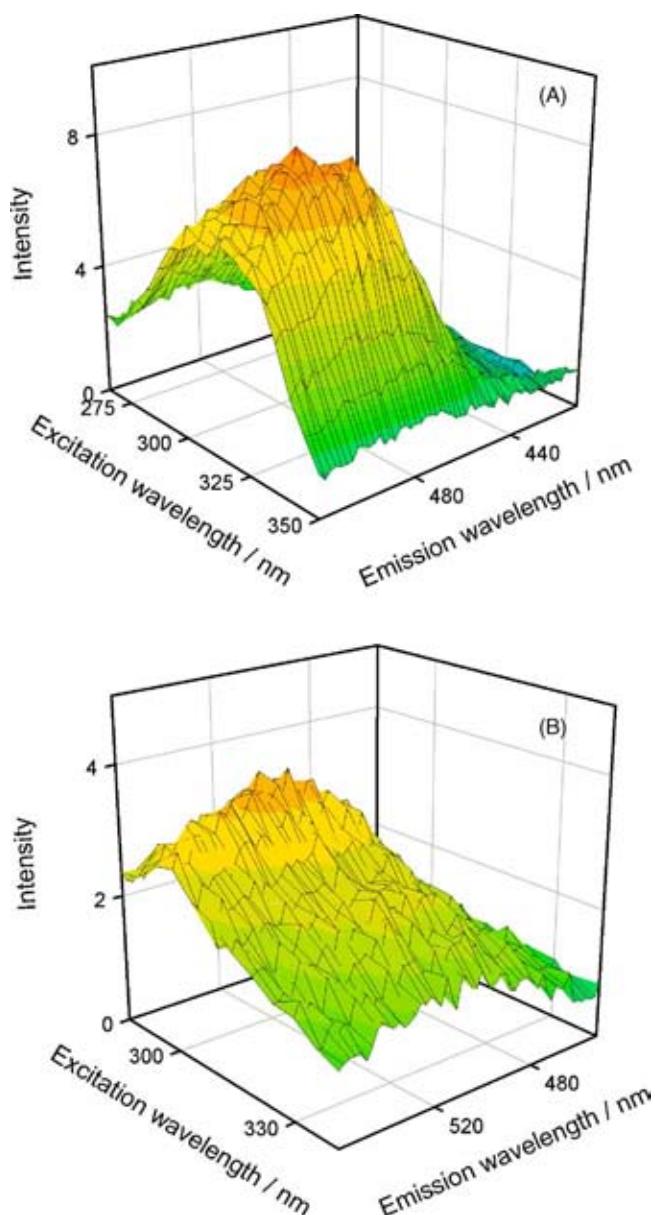 (A)
8
4
0
Intensity
275
300
325
350
Excitation wavelength / nm
480
440
Emission wavelength / nm
(B)
4
2
0
Intensity
300
330
Excitation wavelength / nm
520
480
Emission wavelength / nm